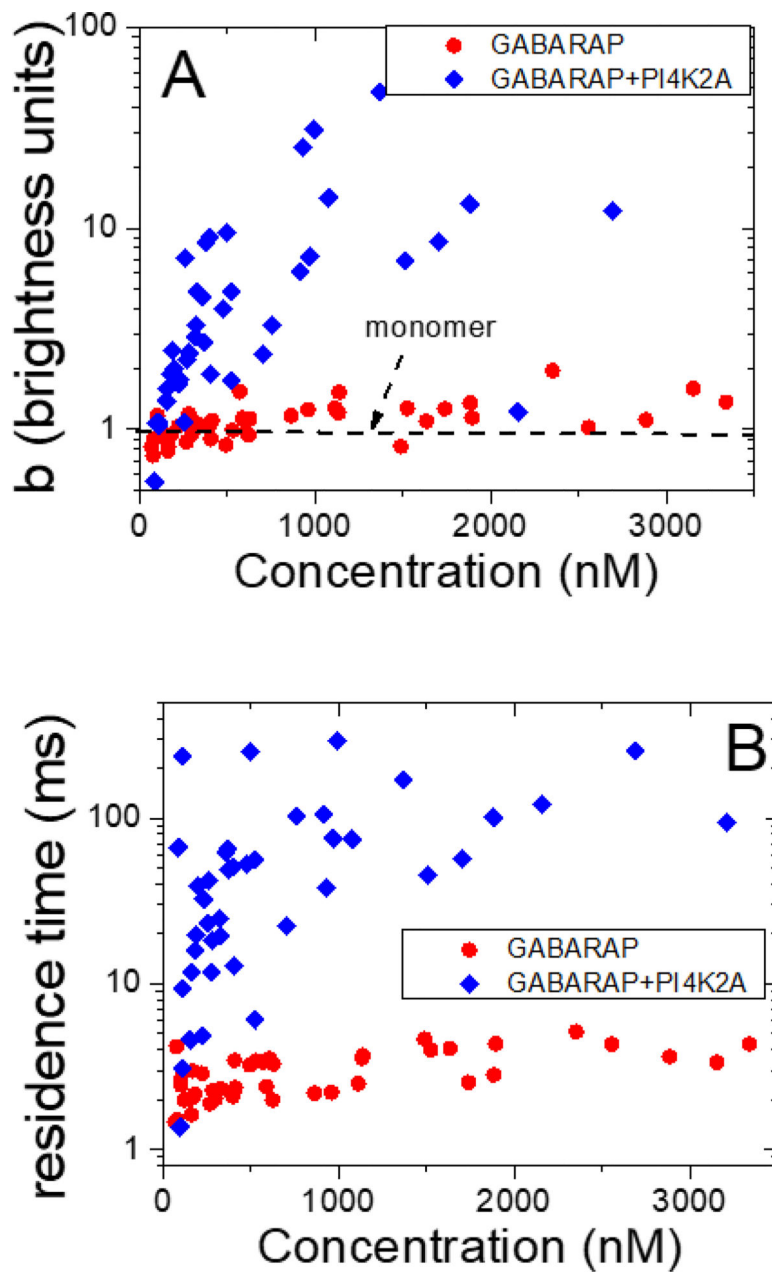 100
A
GABARAP
GABARAP+PI4K2A
b (brightness units)
10
monomer
1
0
1000
2000
3000
Concentration (nM)
B
residence time (ms)
100
GABARAP
GABARAP+PI4K2A
10
1
0
1000
2000
3000
Concentration (nM)